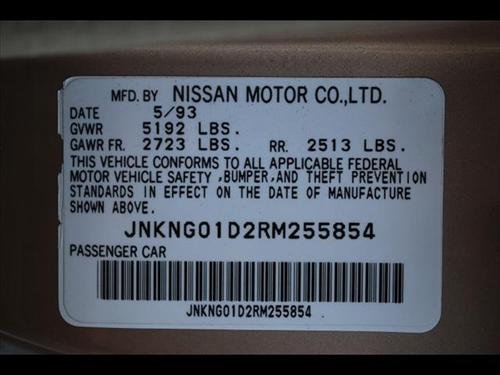 MFD. BY NISSAN MOTOR CO.,LTD.
DATE 5/93
GVWR 5192 LBS.
GAWR FR. 2723 LBS. RR. 2513 LBS.
THIS VEHICLE CONFORMS TO ALL APPLICABLE FEDERAL
MOTOR VEHICLE SAFETY ,BUMPER,AND THEFT PREVENTION
STANDARDS IN EFFECT ON THE DATE OF MANUFACTURE
SHOWN ABOVE.
JNKNG01D2RM255854
PASSENGER CAR
JNKNG01D2RM255854